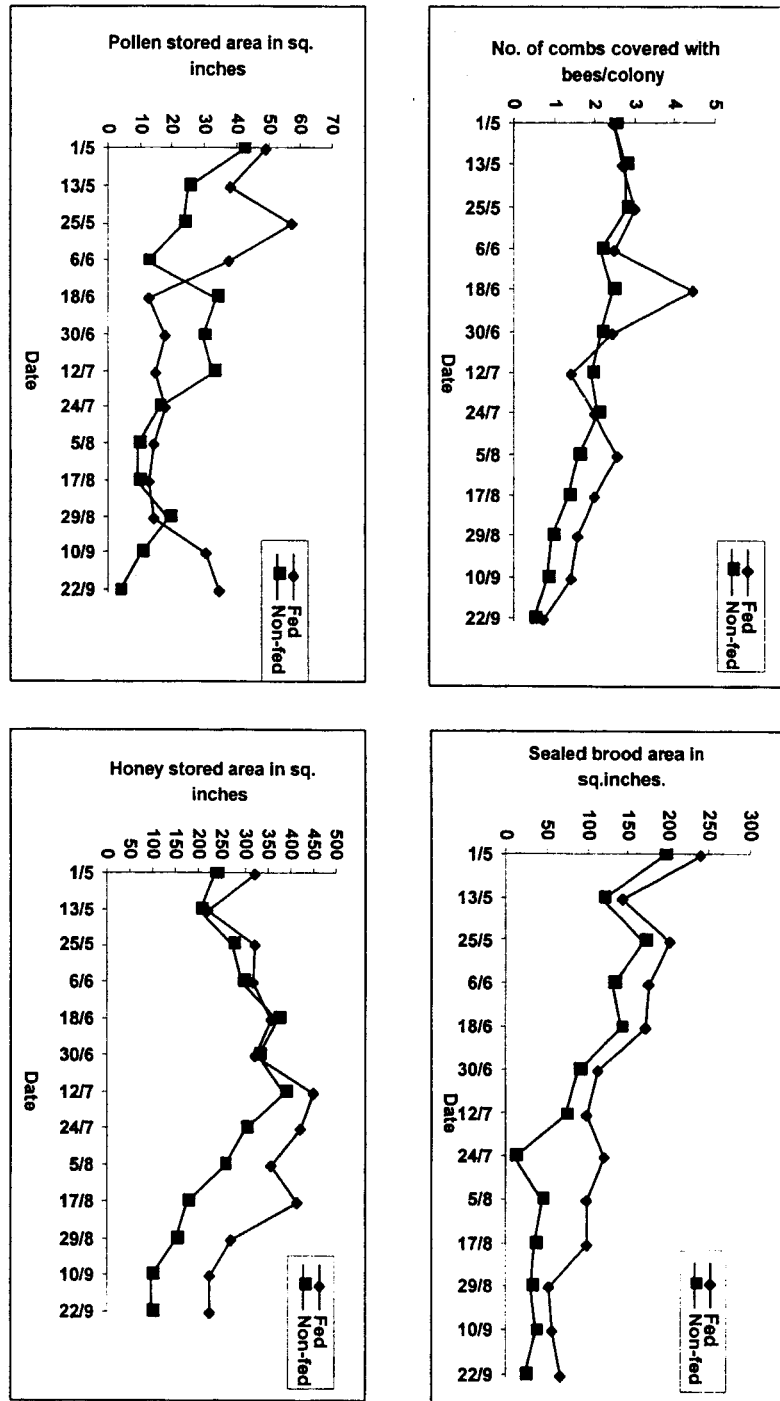 No. of combs covered with
bees/colony
0 1 2 3 4 5
1/5
13/5
25/5
6/6
18/6
30/6
12/7
24/7
5/8
17/8
29/8
10/9
22/9
Fed
Non-fed
Sealed brood area in
sq.inches.
0 50 100 150 200 250 300
1/5
13/5
25/5
6/6
18/6
30/6
12/7
24/7
5/8
17/8
29/8
10/9
22/9
Fed
Non-fed
Pollen stored area in sq.
inches
0 10 20 30 40 50 60 70
1/5
13/5
25/5
6/6
18/6
30/6
12/7
24/7
5/8
17/8
29/8
10/9
22/9
Date
Fed
Non-fed
Honey stored area in sq.
inches
0 50 100 150 200 250 300 350 400 450 500
1/5
13/5
25/5
6/6
18/6
30/6
12/7
24/7
5/8
17/8
29/8
10/9
22/9
Date
Fed
Non-fed